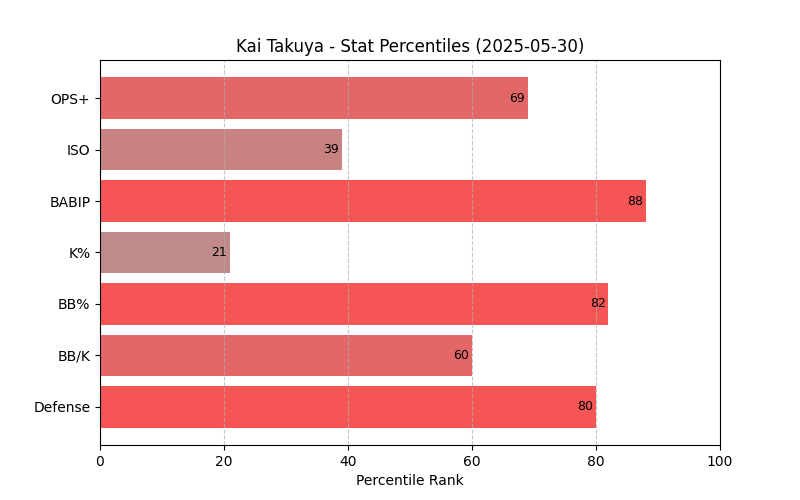 Kai Takuya - Stat Percentiles (2025-05-30)
OPS+ 69
ISO 39
BABIP 88
K% 21
BB% 82
BB/K 60
Defense 80
0 20 40 60 80 100
Percentile Rank